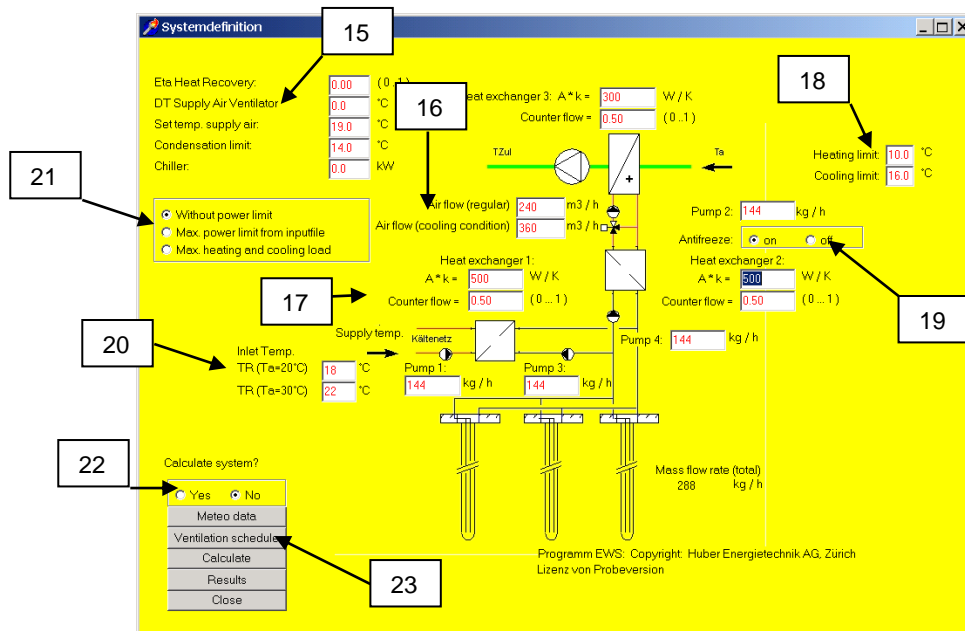 Systemdefinition
15
Eta Heat Recovery: 0.00 (0..1)
DT Supply Air Ventilator 0.0 °C
Set temp. supply air: 19.0 °C
Condensation limit: 14.0 °C
Chiller: 0.0 kW
16
eat exchanger 3: A*k = 300 W / K
Counter flow = 0.50 (0..1)
18
Heating limit: 10.0 °C
Cooling limit: 16.0 °C
TZul
Ta
+
21
Without power limit
Max. power limit from inputfile
Max. heating and cooling load
Air flow (regular) 240 m3 / h
Air flow (cooling condition) 360 m3 / h
Pump 2: 144 kg / h
Antifreeze: on off
17
Heat exchanger 1:
A*k = 500 W / K
Counter flow = 0.50 (0...1)
Heat exchanger 2:
A*k = 500 W / K
Counter flow = 0.50 (0...1)
19
20
Supply temp.
Kältenetz
Inlet Temp.
TR (Ta=20°C) 18 °C
TR (Ta=30°C) 22 °C
Pump 1:
144 kg / h
Pump 3:
144 kg / h
Pump 4: 144 kg / h
22
Calculate system?
Yes No
Meteo data
Ventilation schedule
Calculate
Results
Close
23
Mass flow rate (total)
288 kg / h
Programm EWS: Copyright: Huber Energietechnik AG, Zürich
Lizenz von Probeversion